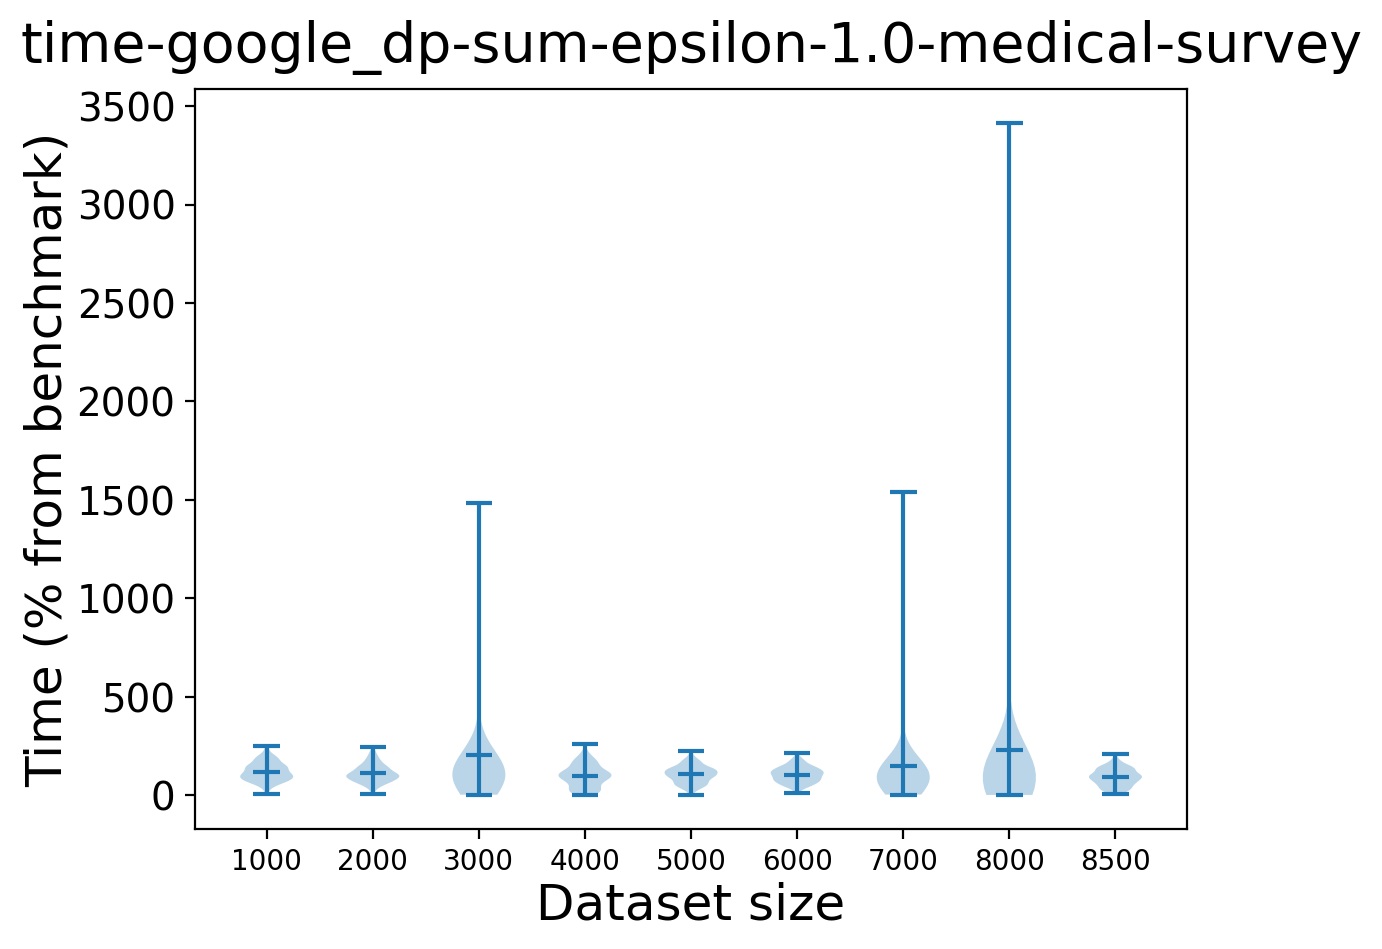 time-google_dp-sum-epsilon-1.0-medical-survey
Time (% from benchmark)
3500
3000
2500
2000
1500
1000
500
0
1000 2000 3000 4000 5000 6000 7000 8000 8500
Dataset size